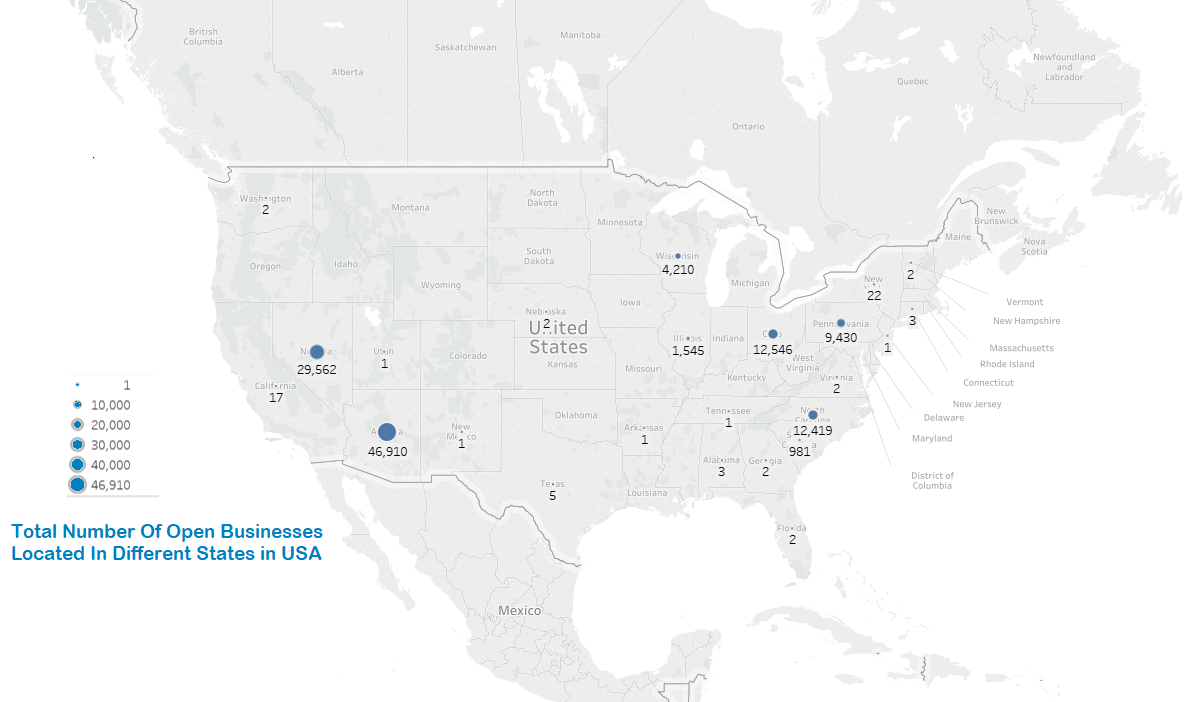 British
Columbia
Alberta
Saskatchewan
Manitoba
Ontario
Quebec
Newfoundland
and
Labrador
New
Brunswick
Nova
Scotia
Maine
Washington
2
Montana
North
Dakota
Minnesota
Oregon
Idaho
Wyoming
South
Dakota
Wisconsin
4,210
Michigan
New
22
2
Vermont
New Hampshire
Massachusetts
Rhode Island
Connecticut
New Jersey
Delaware
Maryland
District of
Columbia
3
1
Nebraska
2
Iowa
United
States
Kansas
Illinois
1,545
Indiana
12,546
Pennsylvania
9,430
West
Virginia
Virginia
2
29,562
Utah
1
Colorado
Missouri
Kentucky
California
17
46,910
New
Mexico
1
Oklahoma
Arkansas
1
Tennessee
1
North
Carolina
12,419
981
Texas
5
Louisiana
Alabama
3
Georgia
2
Florida
2
Mexico
1
10,000
20,000
30,000
40,000
46,910
Total Number Of Open Businesses
Located In Different States in USA